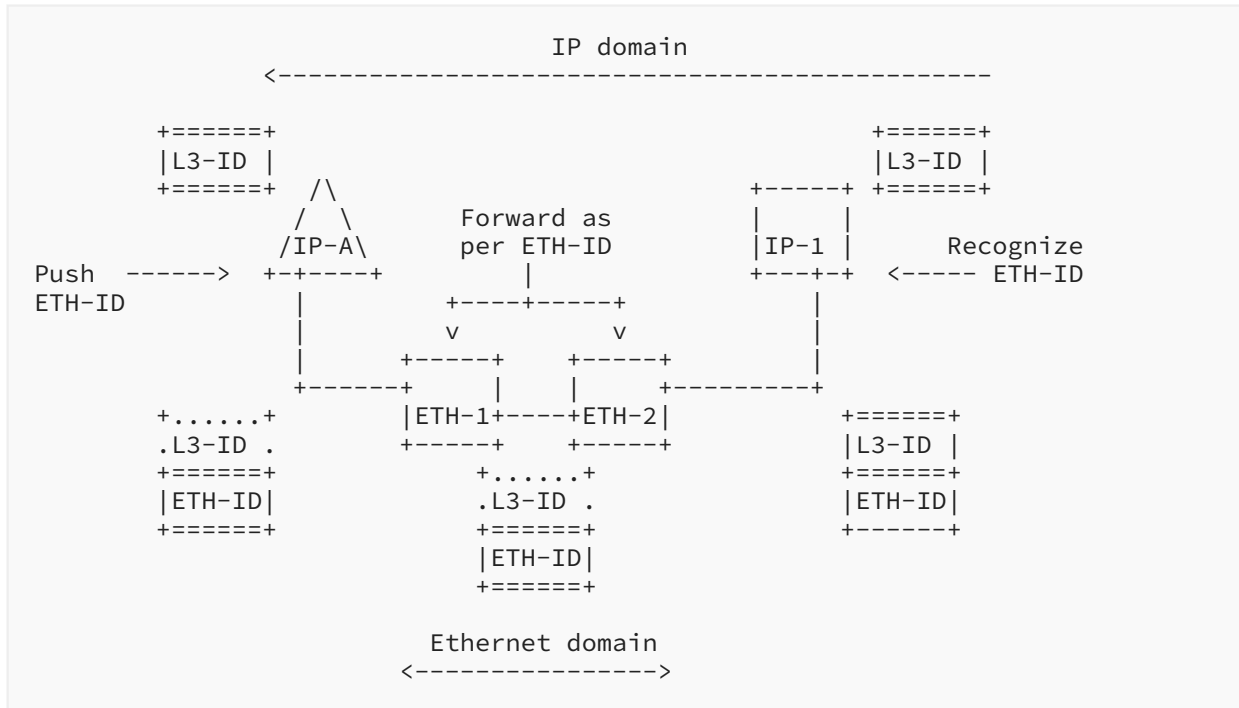 IP domain
<-----------------------------------------------
+======+ +======+
|L3-ID | |L3-ID |
+======+ /\ +-----+ +======+
/ \ Forward as | |
/IP-A\ per ETH-ID |IP-1 | Recognize
Push ------> +-+----+ | +---+-+ <----- ETH-ID
ETH-ID | +----+-----+ |
| v v |
| +-----+ +-----+ |
+------+ | | +---------+
+......+ |ETH-1+----+ETH-2| +======+
.L3-ID . +-----+ +-----+ |L3-ID |
+======+ +......+ +======+
|ETH-ID| .L3-ID . |ETH-ID|
+======+ +======+ +------+
|ETH-ID|
+======+
Ethernet domain
<---------------->